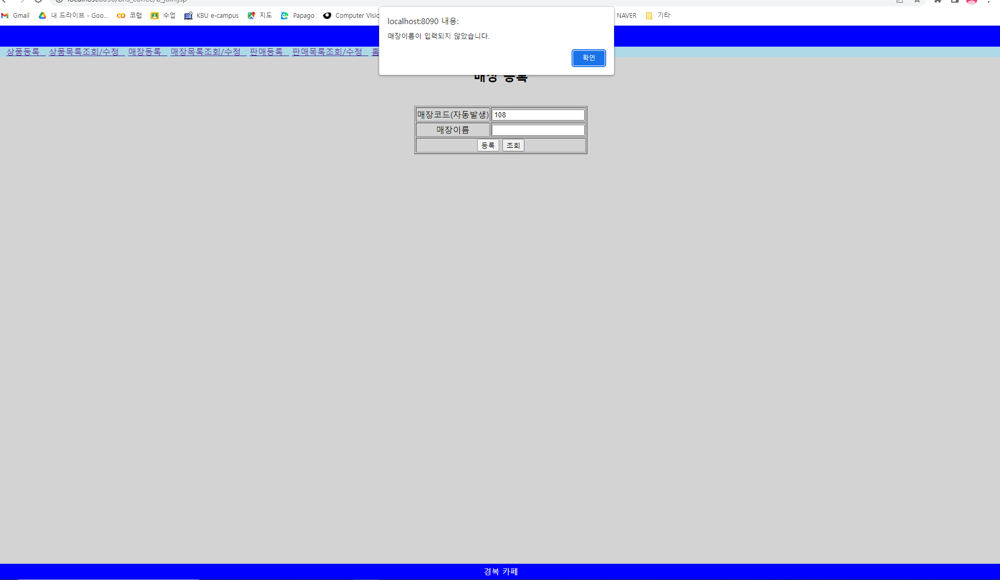 Gmail 내 드라이브 - Goo... 코랩 수업 KBU e-campus 지도 Papago Computer Visio NAVER 기타
localhost:8090 내용:
매장이름이 입력되지 않았습니다.
확인
상품등록 상품목록조회/수정 매장등록 매장목록조회/수정 판매등록 판매목록조회/수정 홈
매장 등록
매장코드(자동발생) 108
매장이름
등록 조회
경복 카페